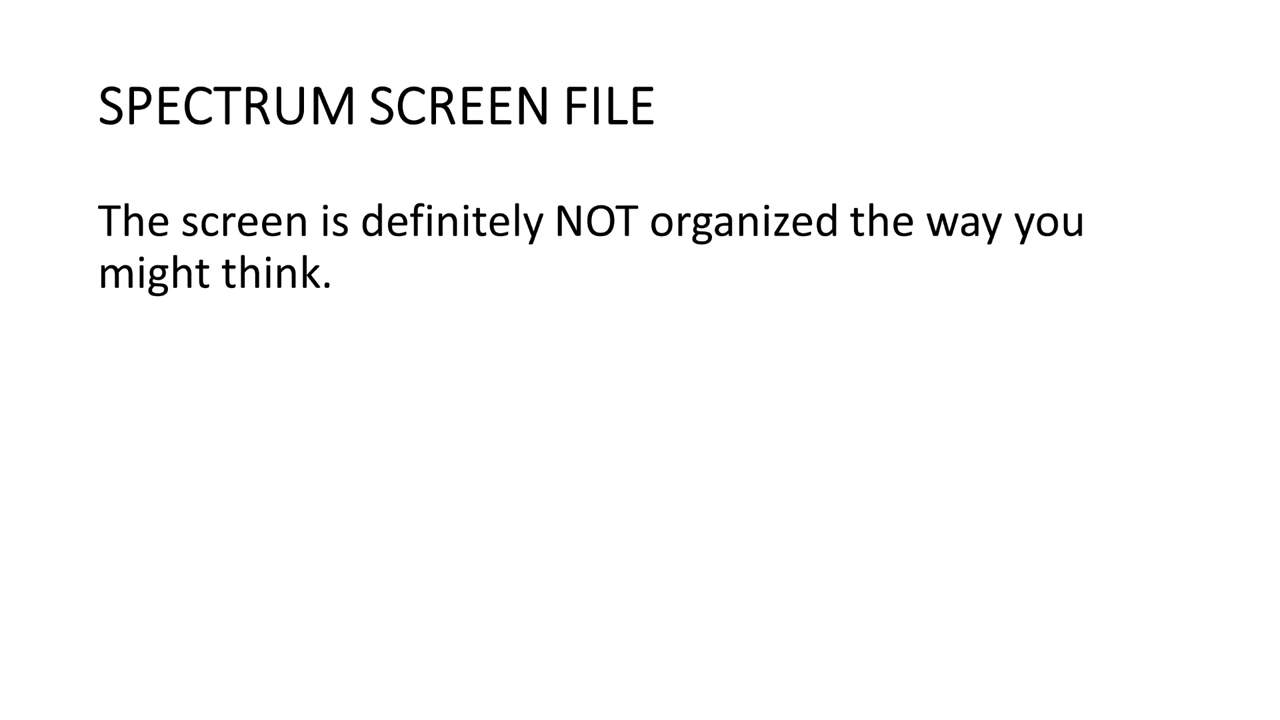 SPECTRUM SCREEN FILE
The screen is definitely NOT organized the way you
might think.